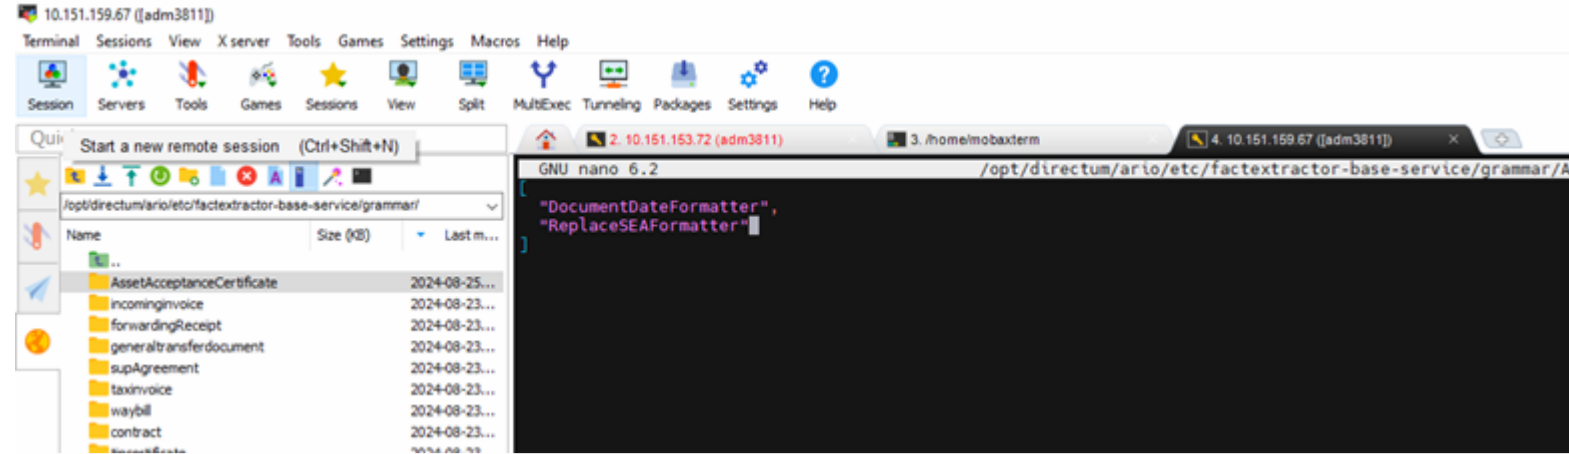 10.151.159.67 ([adm3811])
Terminal Sessions View X server Tools Games Settings Macros Help
Session Servers Tools Games Sessions View Split MultiExec Tunneling Packages Settings Help
Start a new remote session (Ctrl+Shift+N)
2. 10.151.153.72 (adm3811)
3. /home/mobaxterm
4. 10.151.159.67 ([adm3811])
/opt/directum/ario/etc/factextractor-base-service/grammar/
Name Size (KB) Last m...
..
AssetAcceptanceCertificate 2024-08-25...
incominginvoice 2024-08-23...
forwardingReceipt 2024-08-23...
generaltransferdocument 2024-08-23...
supAgreement 2024-08-23...
taxinvoice 2024-08-23...
waybill 2024-08-23...
contract 2024-08-23...
GNU nano 6.2 /opt/directum/ario/etc/factextractor-base-service/grammar/A
[
"DocumentDateFormatter",
"ReplaceSEAFormatter"
]